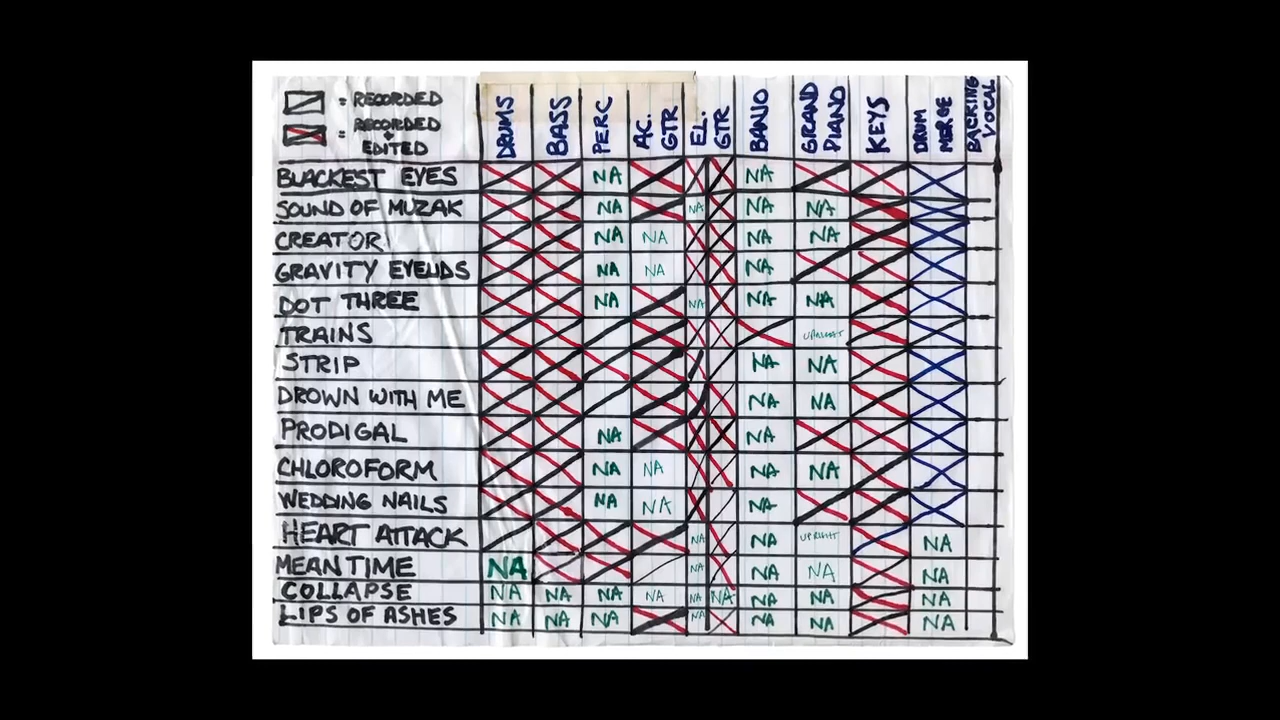 = RECORDED
= RECORDED + EDITED
DRUMS BASS PERC AC. GTR EL. GTR BANJO GRAND PIANO KEYS DRUM MERGE BACKING VOCAL
BLACKEST EYES NA NA
SOUND OF MUZAK NA NA NA NA
CREATOR NA NA NA NA
GRAVITY EYELIDS NA NA NA
DOT THREE NA NA NA NA
TRAINS UPRIGHT
STRIP NA NA
DROWN WITH ME NA NA
PRODIGAL NA NA
CHLOROFORM NA NA NA NA
WEDDING NAILS NA NA NA
HEART ATTACK NA NA UPRIGHT NA
MEANTIME NA NA NA NA NA
COLLAPSE NA NA NA NA NA NA NA NA NA
LIPS OF ASHES NA NA NA NA NA NA NA